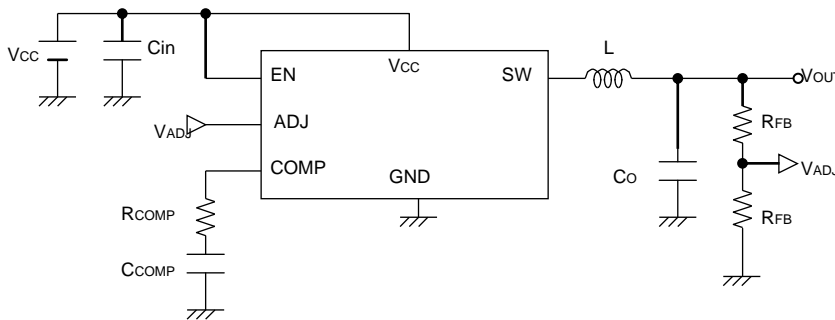 L
Cin
VCC
VCC
SW
VOUT
EN
RFB
ADJ
VADJ
COMP
GND
VADJ
CO
RCOMP
RFB
CCOMP